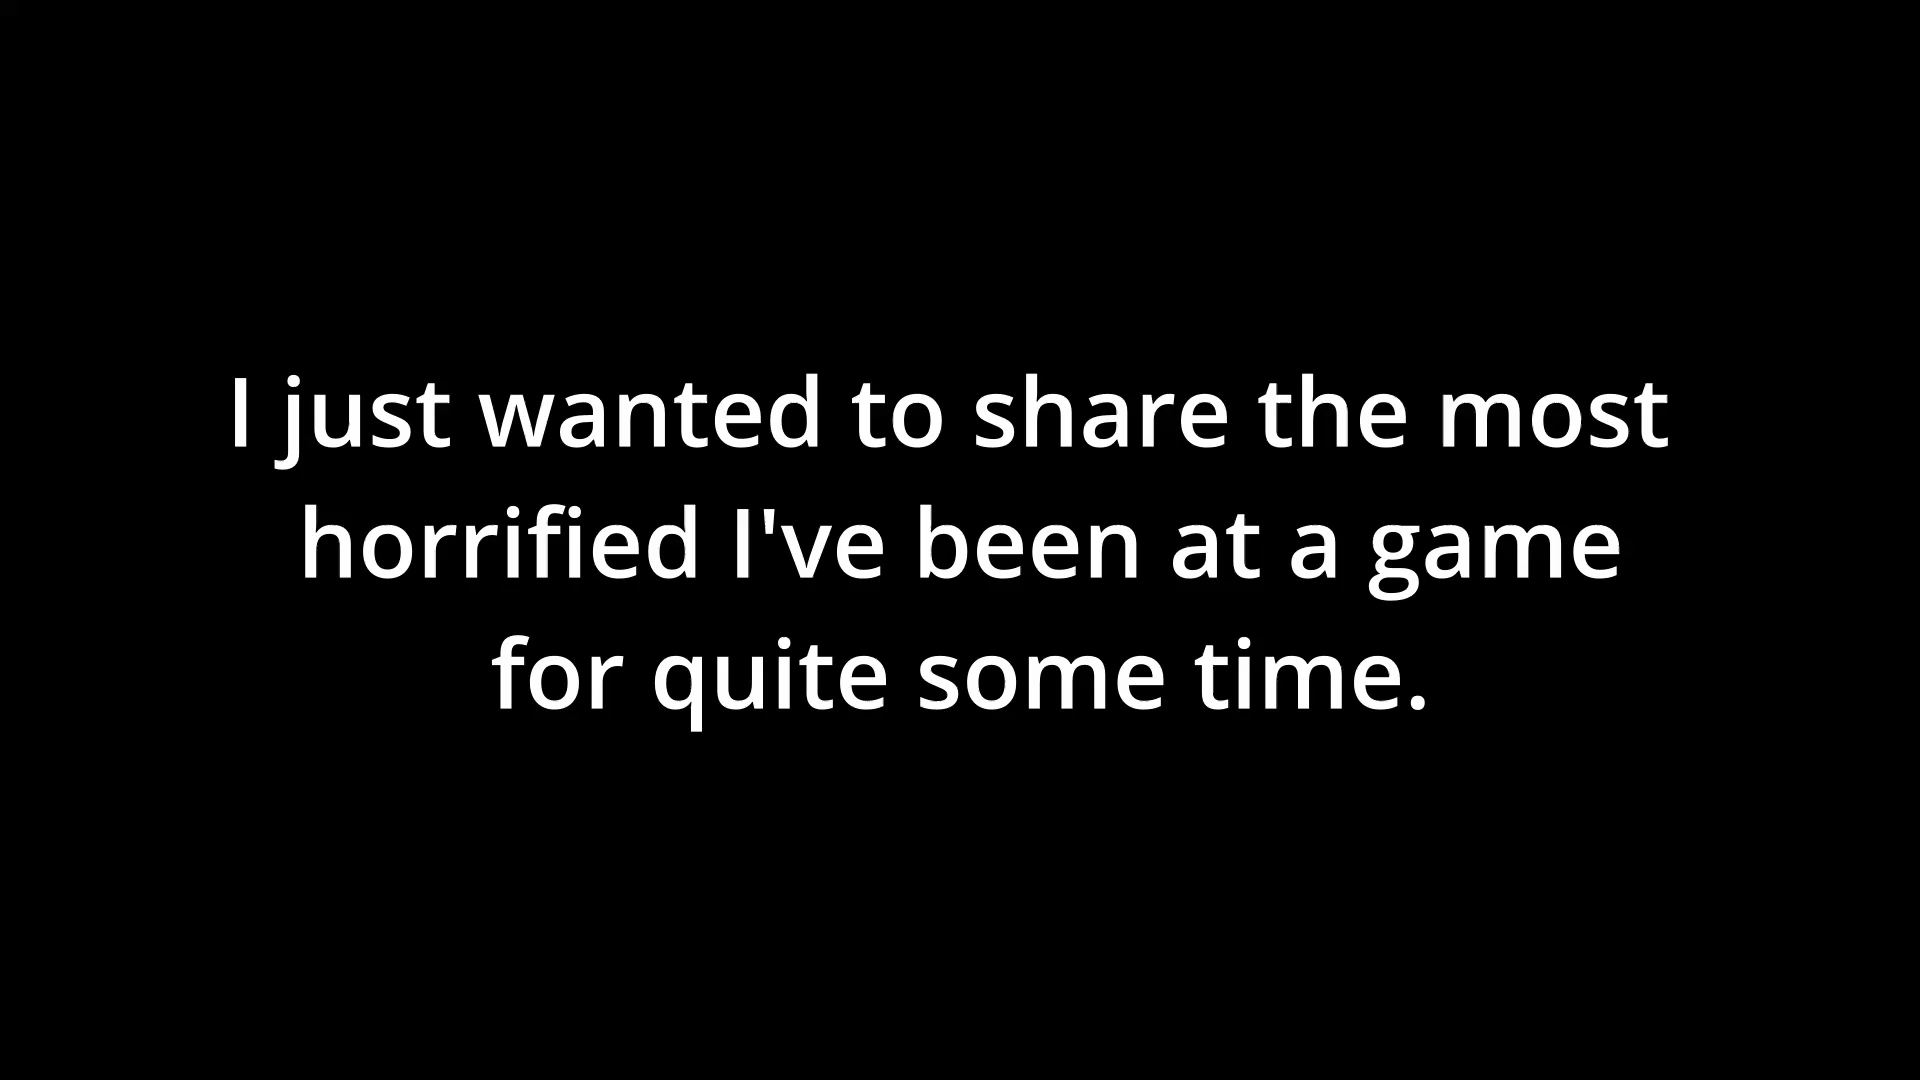 I just wanted to share the most
horrified I've been at a game
for quite some time.